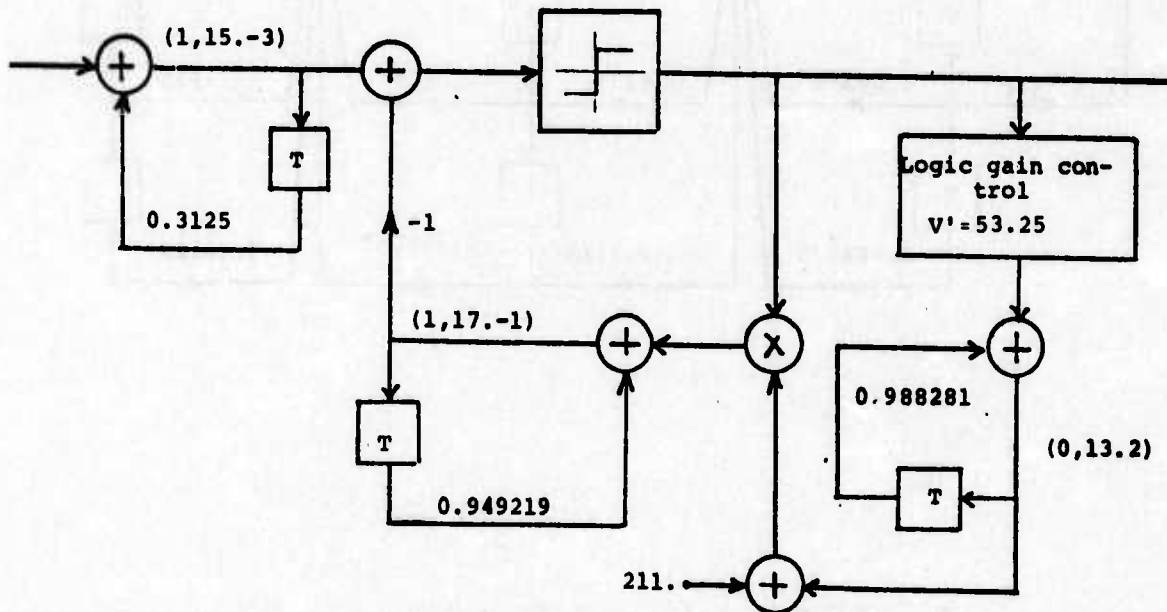 (1,15.-3)
+
+
T
Logic gain con-
trol
V'=53.25
0.3125
-1
(1,17.-1)
+
X
+
0.988281
(0,13.2)
T
T
0.949219
211.
+